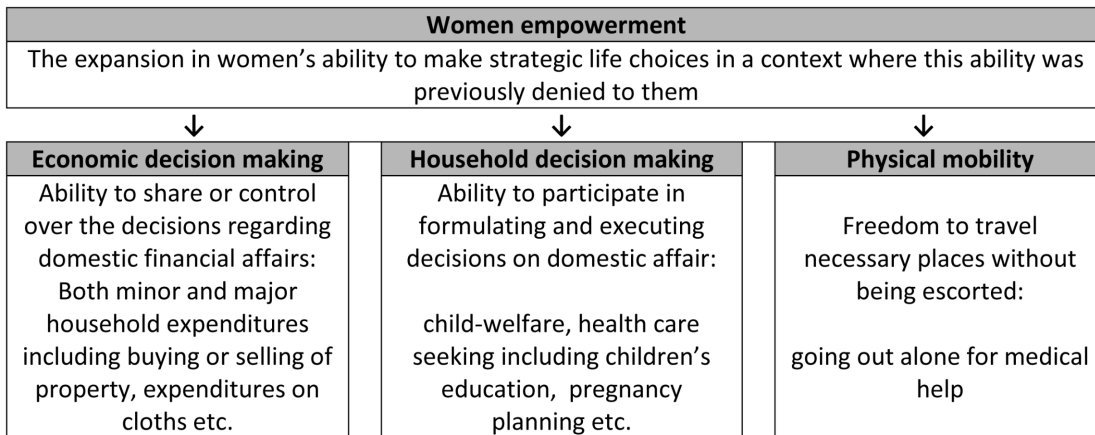 Women empowerment
The expansion in women's ability to make strategic life choices in a context where this ability was
previously denied to them
↓ ↓ ↓
Economic decision making
Ability to share or control
over the decisions regarding
domestic financial affairs:
Both minor and major
household expenditures
including buying or selling of
property, expenditures on
cloths etc.
Household decision making
Ability to participate in
formulating and executing
decisions on domestic affair:
child-welfare, health care
seeking including children's
education, pregnancy
planning etc.
Physical mobility
Freedom to travel
necessary places without
being escorted:
going out alone for medical
help